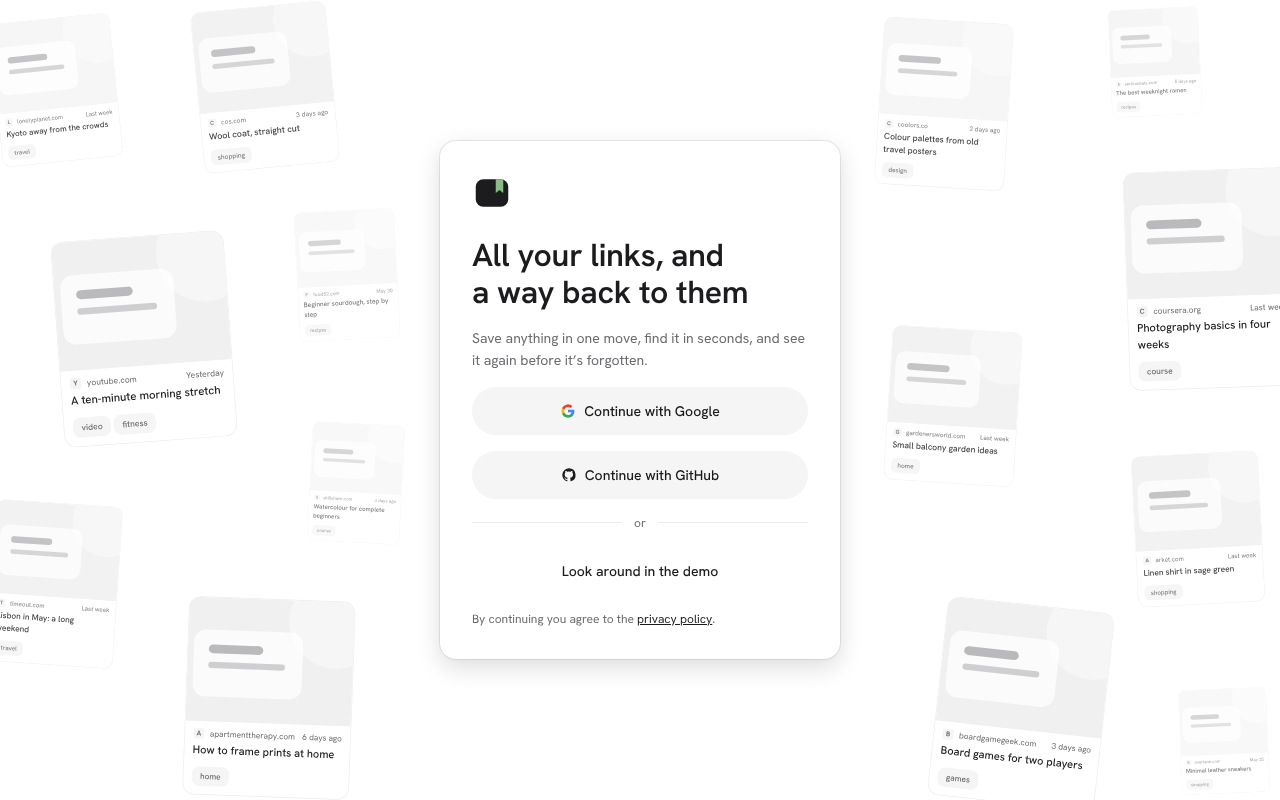 L lonelyplanet.com Last week
Kyoto away from the crowds
travel
C cos.com 3 days ago
Wool coat, straight cut
shopping
C coolors.co 2 days ago
Colour palettes from old
travel posters
design
5 days ago
The best weeknight ramen
recipes
Y youtube.com Yesterday
A ten-minute morning stretch
video fitness
F food52.com May 20
Beginner sourdough, step by
step
recipes
All your links, and
a way back to them
Save anything in one move, find it in seconds, and see
it again before it’s forgotten.
Continue with Google
Continue with GitHub
or
Look around in the demo
By continuing you agree to the privacy policy.
C coursera.org
Photography basics in four
weeks
course
G gardenersworld.com Last week
Small balcony garden ideas
home
Watercolour for complete
beginners
A arket.com Last week
Linen shirt in sage green
shopping
T timeout.com Last week
isbon in May: a long
weekend
travel
A apartmenttherapy.com 6 days ago
How to frame prints at home
home
B boardgamegeek.com 3 days ago
Board games for two players
games
Minimal leather sneakers
shopping